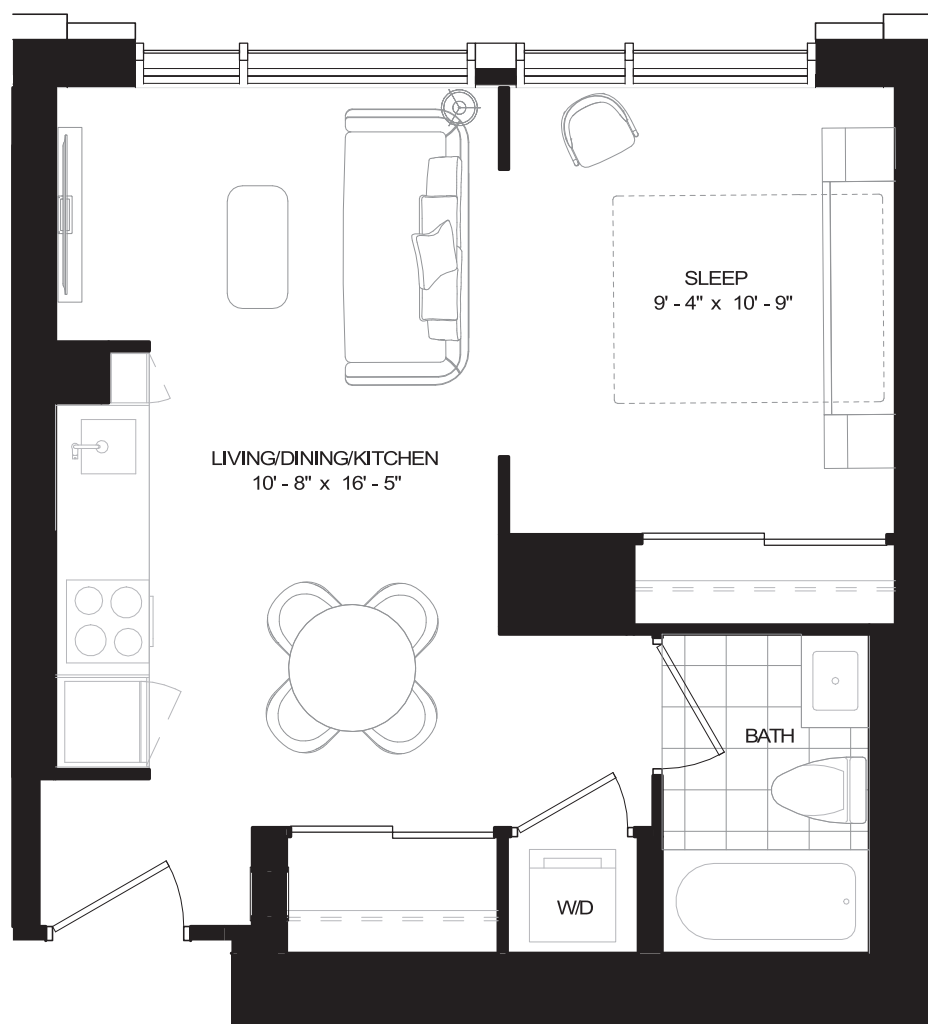 SLEEP
9' - 4" x 10' - 9"
LIVING/DINING/KITCHEN
10' - 8" x 16' - 5"
BATH
W/D